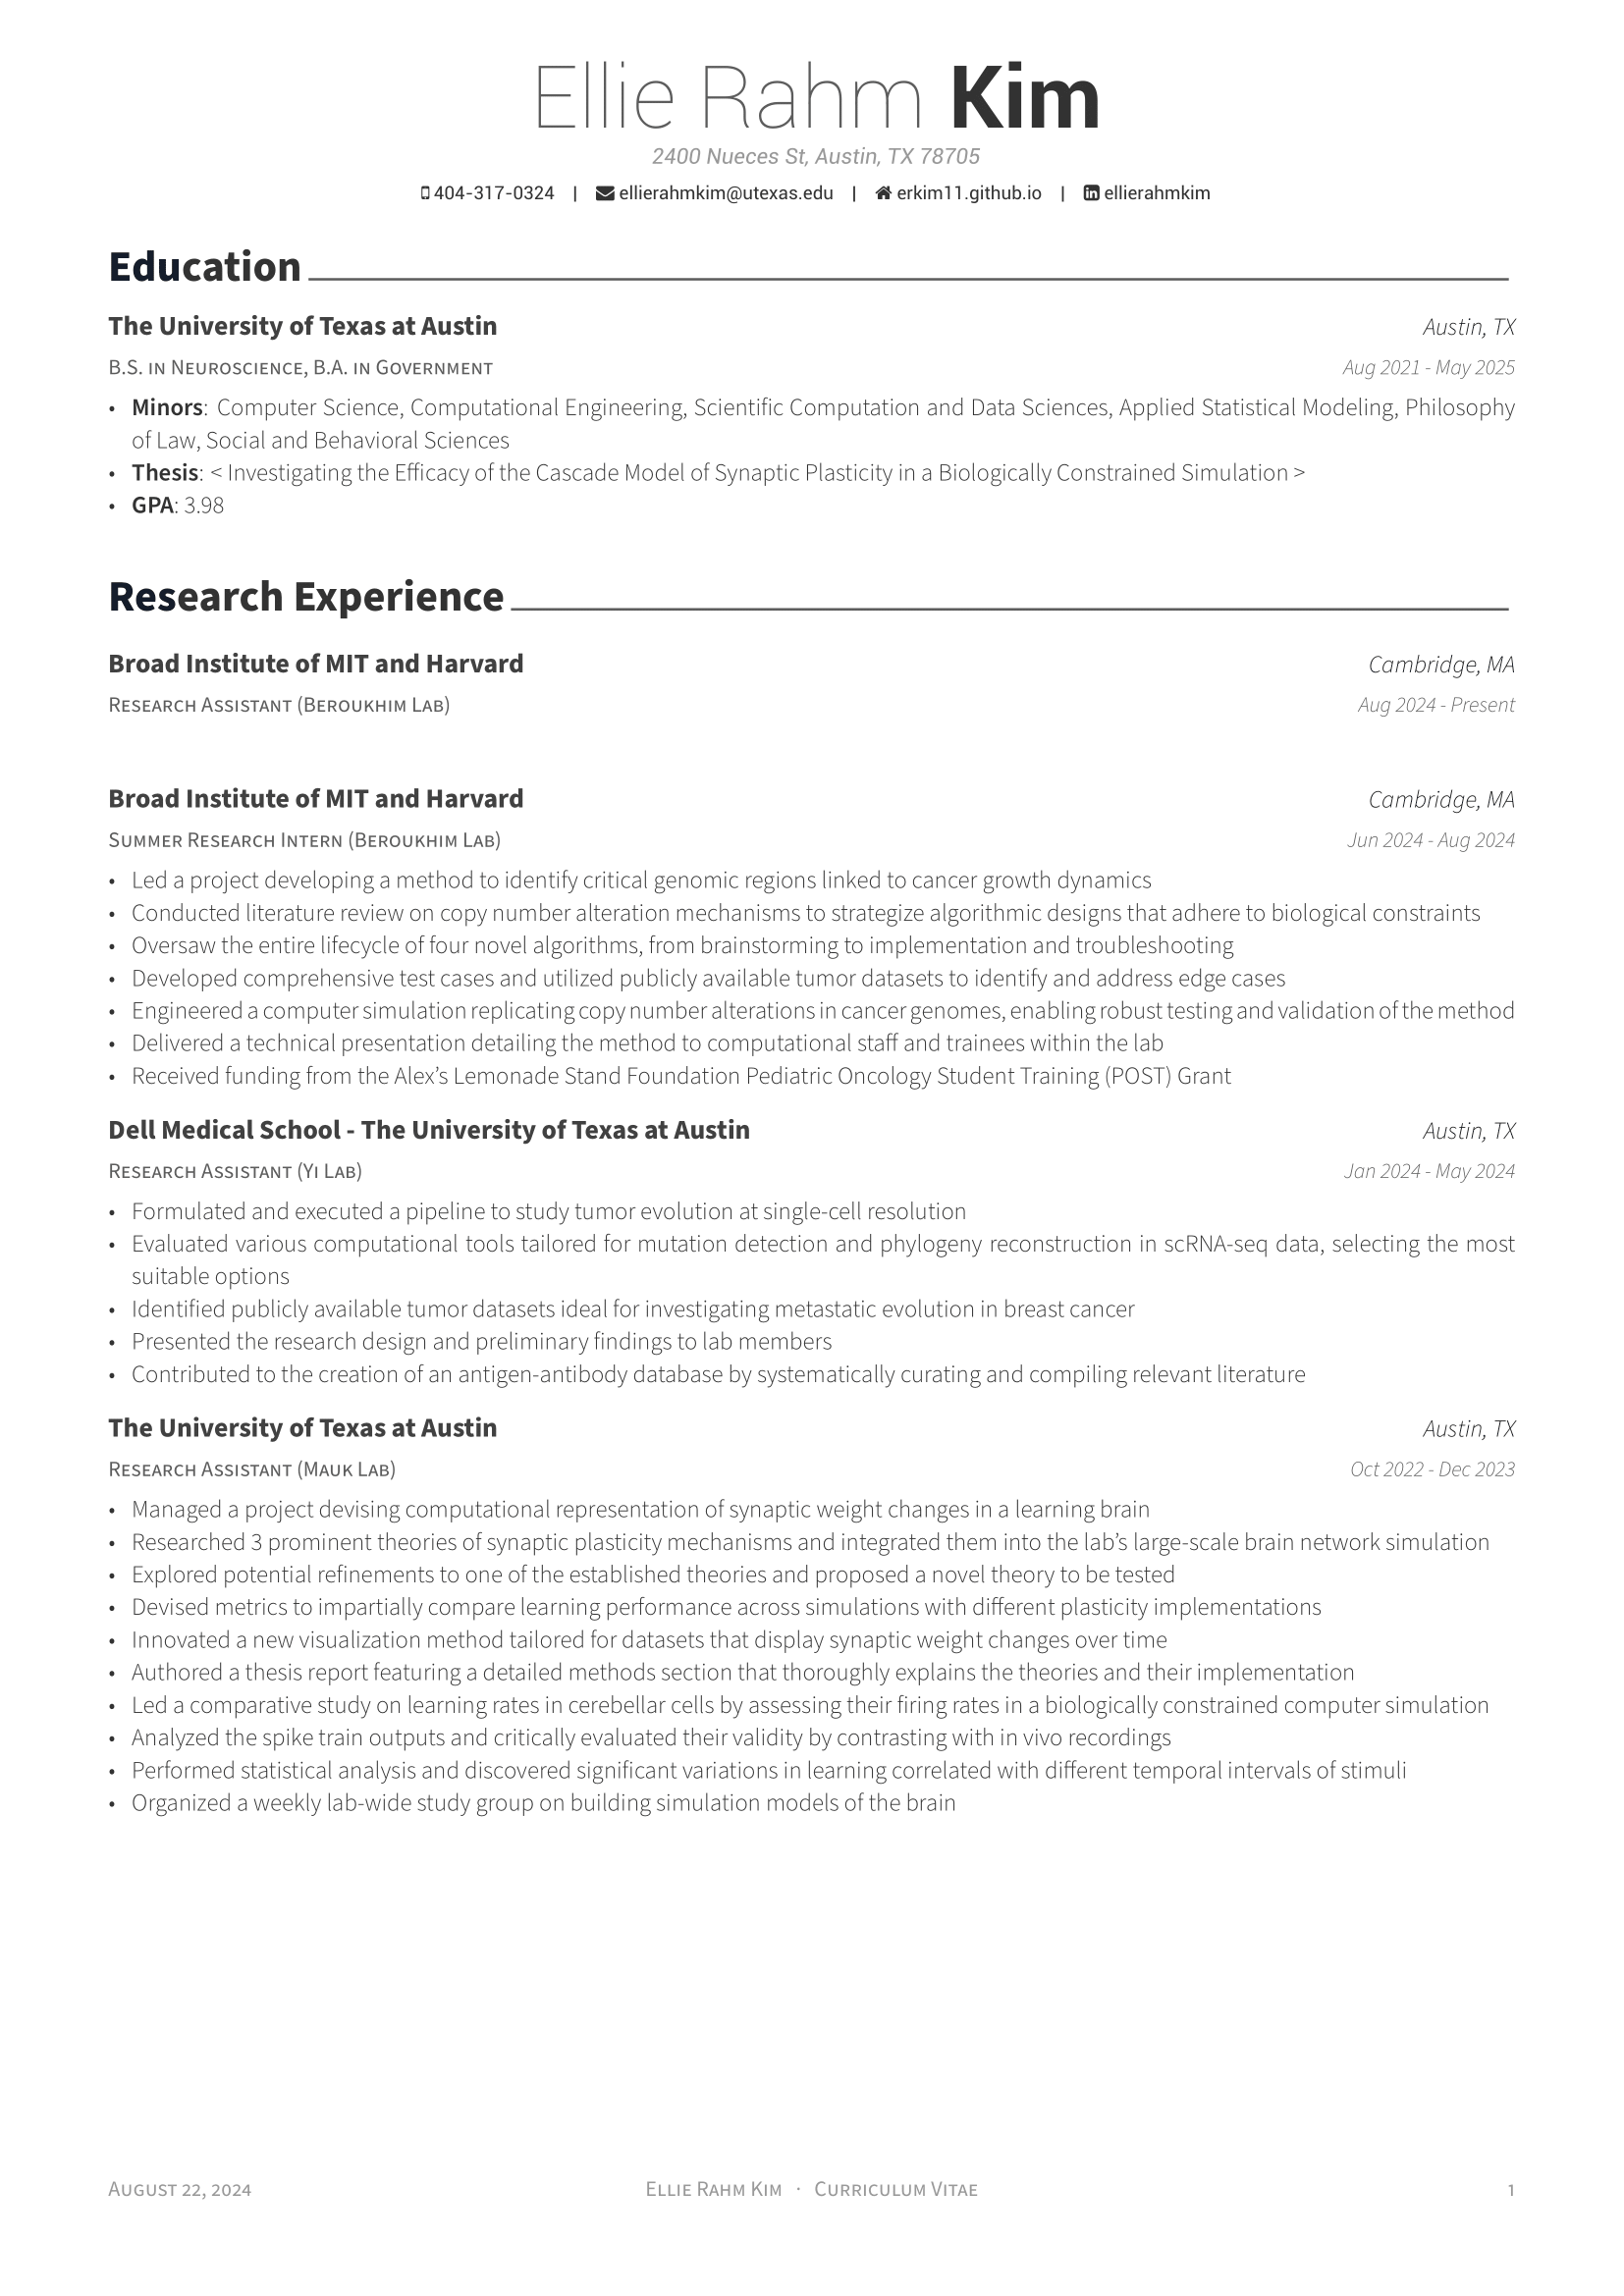 Ellie Rahm Kim
2400 Nueces St, Austin, TX 78705
404-317-0324 | ellierahmkim@utexas.edu | erkim11.github.io | ellierahmkim
Education
The University of Texas at Austin Austin, TX
B.S. in Neuroscience, B.A. in Government Aug 2021 - May 2025
• Minors: Computer Science, Computational Engineering, Scientific Computation and Data Sciences, Applied Statistical Modeling, Philosophy
of Law, Social and Behavioral Sciences
• Thesis: < Investigating the Efficacy of the Cascade Model of Synaptic Plasticity in a Biologically Constrained Simulation >
• GPA: 3.98
Research Experience
Broad Institute of MIT and Harvard Cambridge, MA
Research Assistant (Beroukhim Lab) Aug 2024 - Present
Broad Institute of MIT and Harvard Cambridge, MA
Summer Research Intern (Beroukhim Lab) Jun 2024 - Aug 2024
• Led a project developing a method to identify critical genomic regions linked to cancer growth dynamics
• Conducted literature review on copy number alteration mechanisms to strategize algorithmic designs that adhere to biological constraints
• Oversaw the entire lifecycle of four novel algorithms, from brainstorming to implementation and troubleshooting
• Developed comprehensive test cases and utilized publicly available tumor datasets to identify and address edge cases
• Engineered a computer simulation replicating copy number alterations in cancer genomes, enabling robust testing and validation of the method
• Delivered a technical presentation detailing the method to computational staff and trainees within the lab
• Received funding from the Alex’s Lemonade Stand Foundation Pediatric Oncology Student Training (POST) Grant
Dell Medical School - The University of Texas at Austin Austin, TX
Research Assistant (Yi Lab) Jan 2024 - May 2024
• Formulated and executed a pipeline to study tumor evolution at single-cell resolution
• Evaluated various computational tools tailored for mutation detection and phylogeny reconstruction in scRNA-seq data, selecting the most
suitable options
• Identified publicly available tumor datasets ideal for investigating metastatic evolution in breast cancer
• Presented the research design and preliminary findings to lab members
• Contributed to the creation of an antigen-antibody database by systematically curating and compiling relevant literature
The University of Texas at Austin Austin, TX
Research Assistant (Mauk Lab) Oct 2022 - Dec 2023
• Managed a project devising computational representation of synaptic weight changes in a learning brain
• Researched 3 prominent theories of synaptic plasticity mechanisms and integrated them into the lab’s large-scale brain network simulation
• Explored potential refinements to one of the established theories and proposed a novel theory to be tested
• Devised metrics to impartially compare learning performance across simulations with different plasticity implementations
• Innovated a new visualization method tailored for datasets that display synaptic weight changes over time
• Authored a thesis report featuring a detailed methods section that thoroughly explains the theories and their implementation
• Led a comparative study on learning rates in cerebellar cells by assessing their firing rates in a biologically constrained computer simulation
• Analyzed the spike train outputs and critically evaluated their validity by contrasting with in vivo recordings
• Performed statistical analysis and discovered significant variations in learning correlated with different temporal intervals of stimuli
• Organized a weekly lab-wide study group on building simulation models of the brain
August 22, 2024 Ellie Rahm Kim · Curriculum Vitae 1